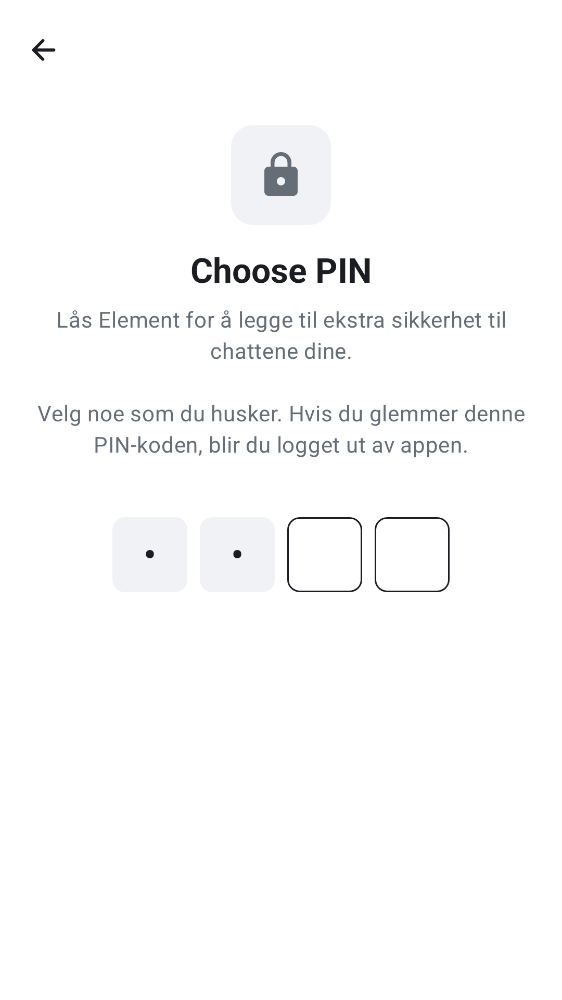 Choose PIN
Lås Element for å legge til ekstra sikkerhet til
chattene dine.
Velg noe som du husker. Hvis du glemmer denne
PIN-koden, blir du logget ut av appen.